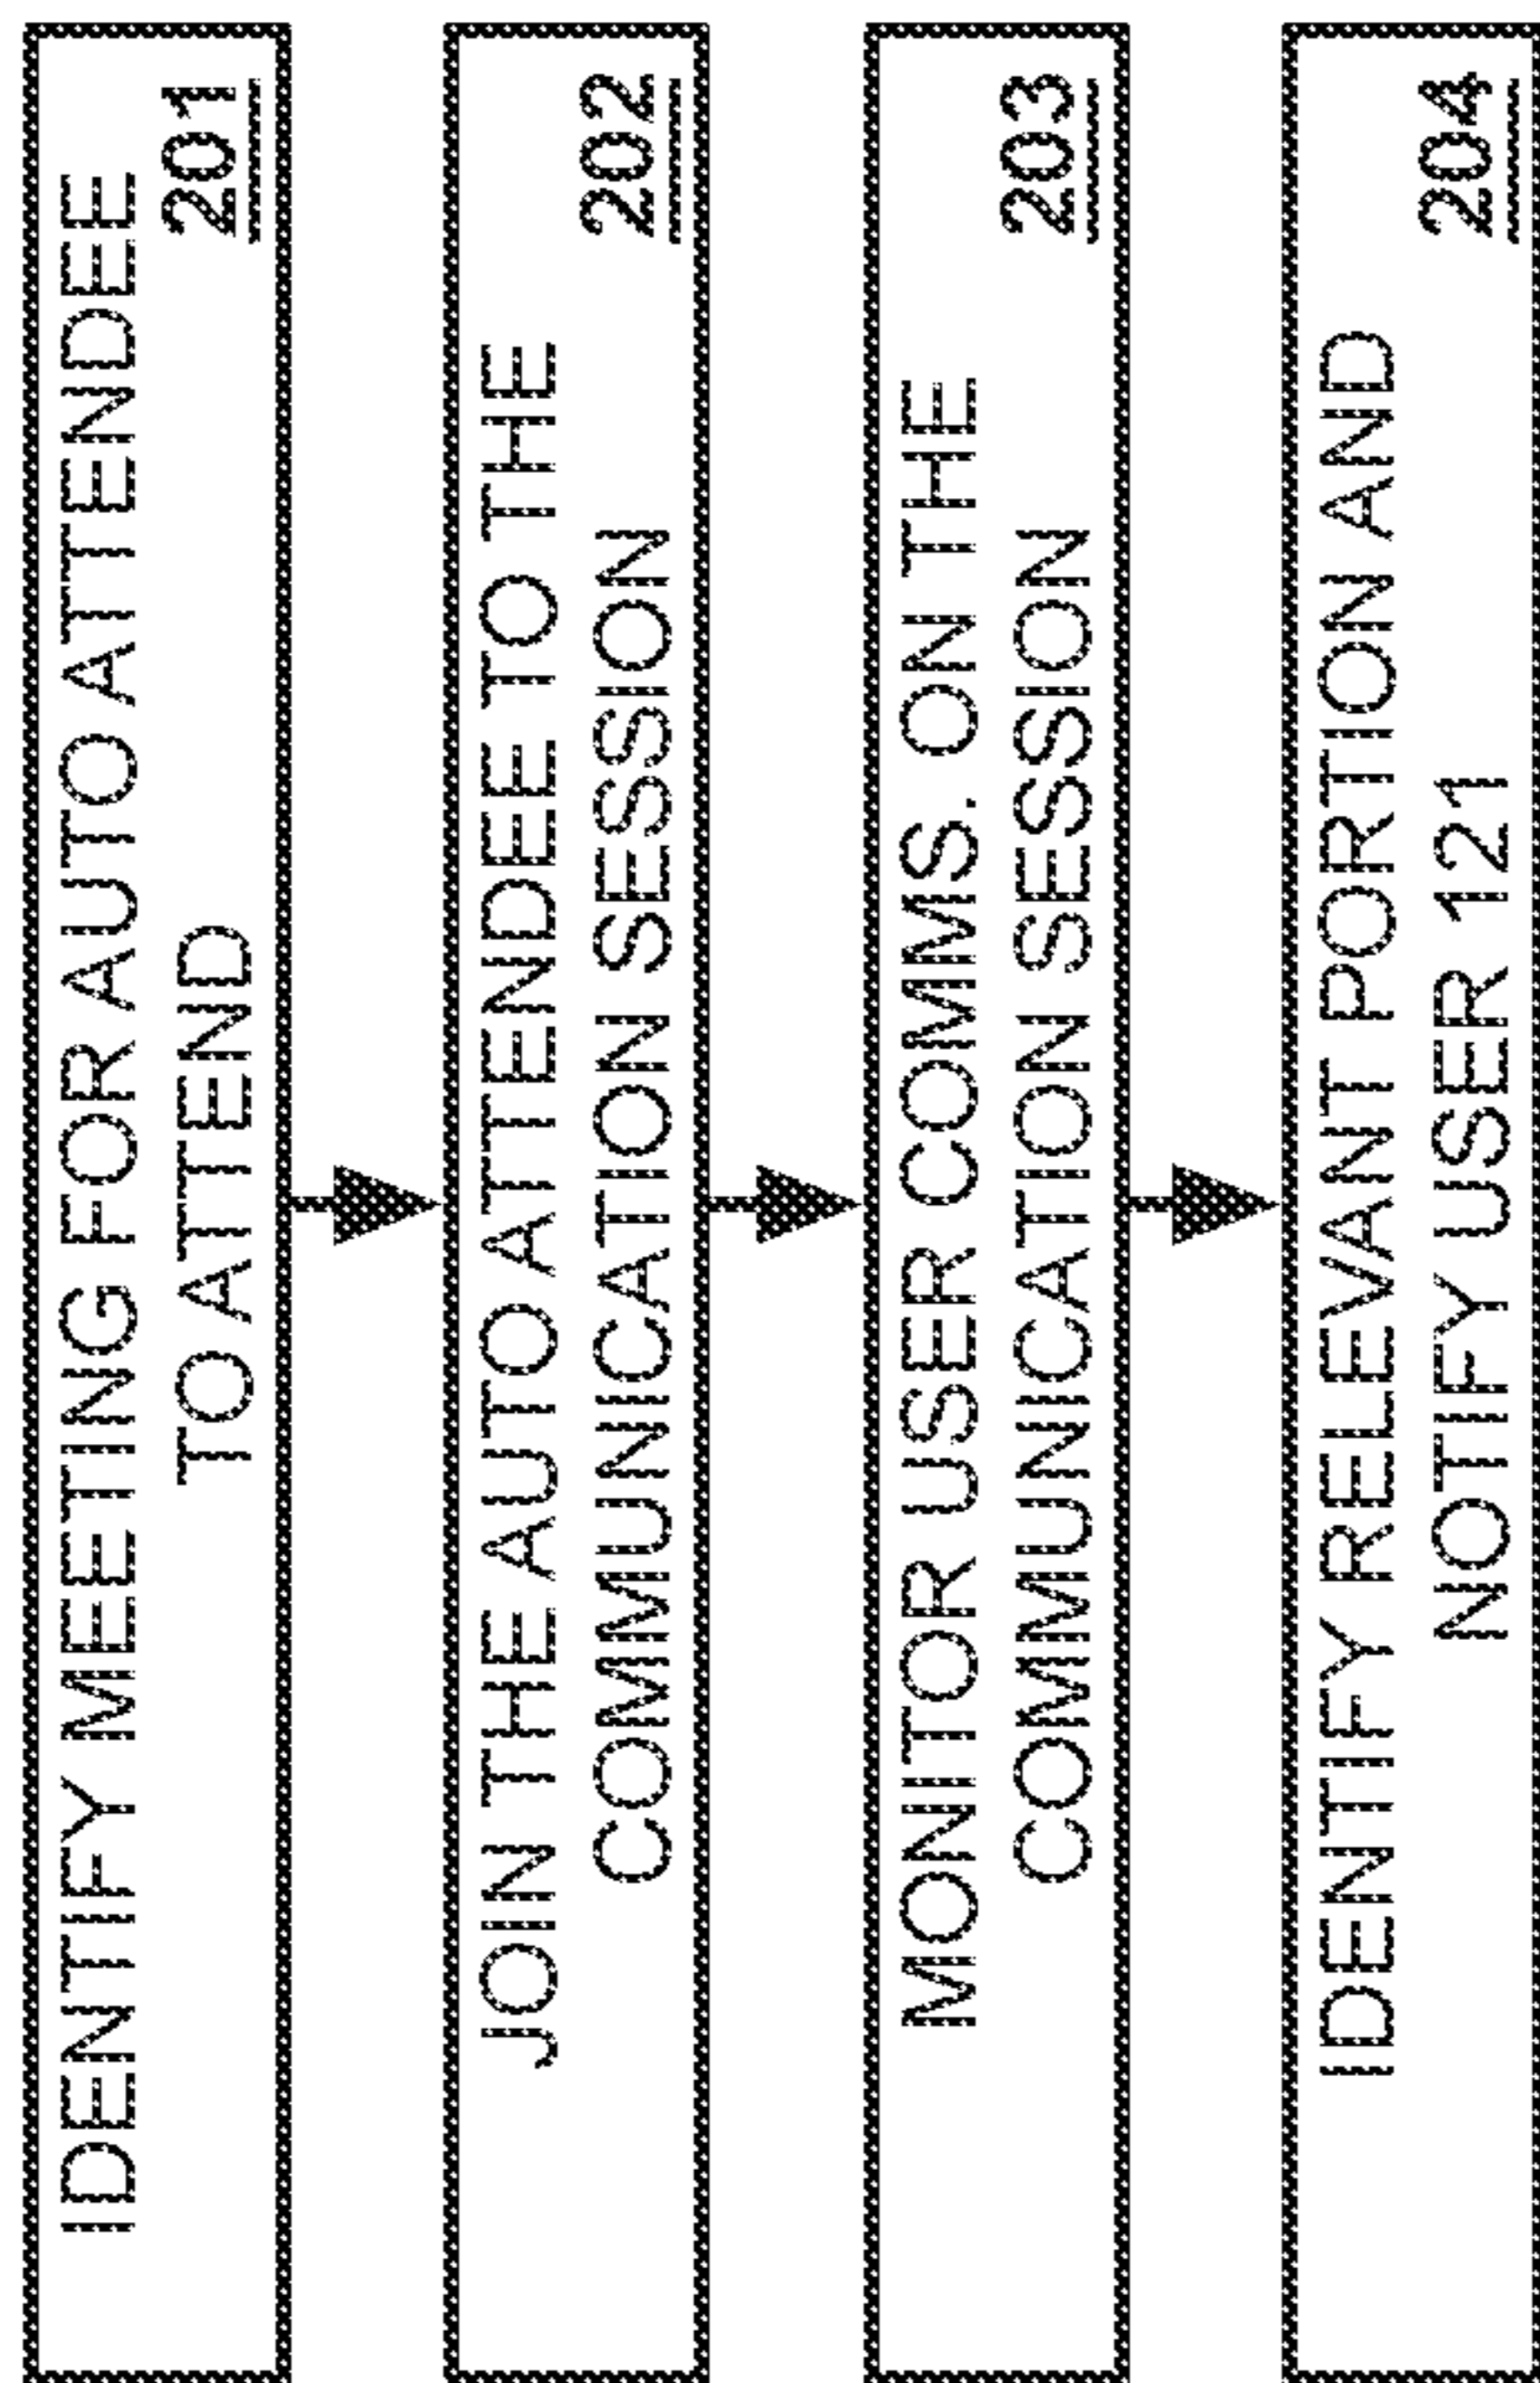 IDENTIFY MEETING FOR AUTO ATTENDEE
TO ATTEND
201
JOIN THE AUTO ATTENDEE TO THE
COMMUNICATION SESSION
202
MONITOR USER COMMS. ON THE
COMMUNICATION SESSION
203
IDENTIFY RELEVANT PORTION AND
NOTIFY USER 121
204